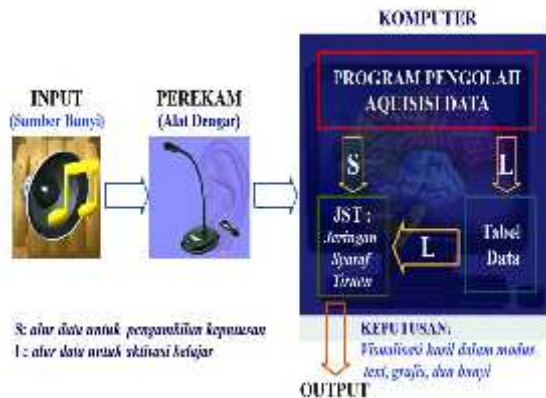 KOMPUTER
INPUT
(Sumber Bunyi)
PEREKAM
(Alat Dengar)
PROGRAM PENGOLAH
AQUISISI DATA
S
L
JST :
Jaringan
Syaraf
Tiruan
L
Tabel
Data
S: alur data untuk pengambilan keputusan
L : alur data untuk aktivasi belajar
KEPUTUSAN:
Visualisasi hasil dalam modus
text, grafis, dan bunyi
OUTPUT